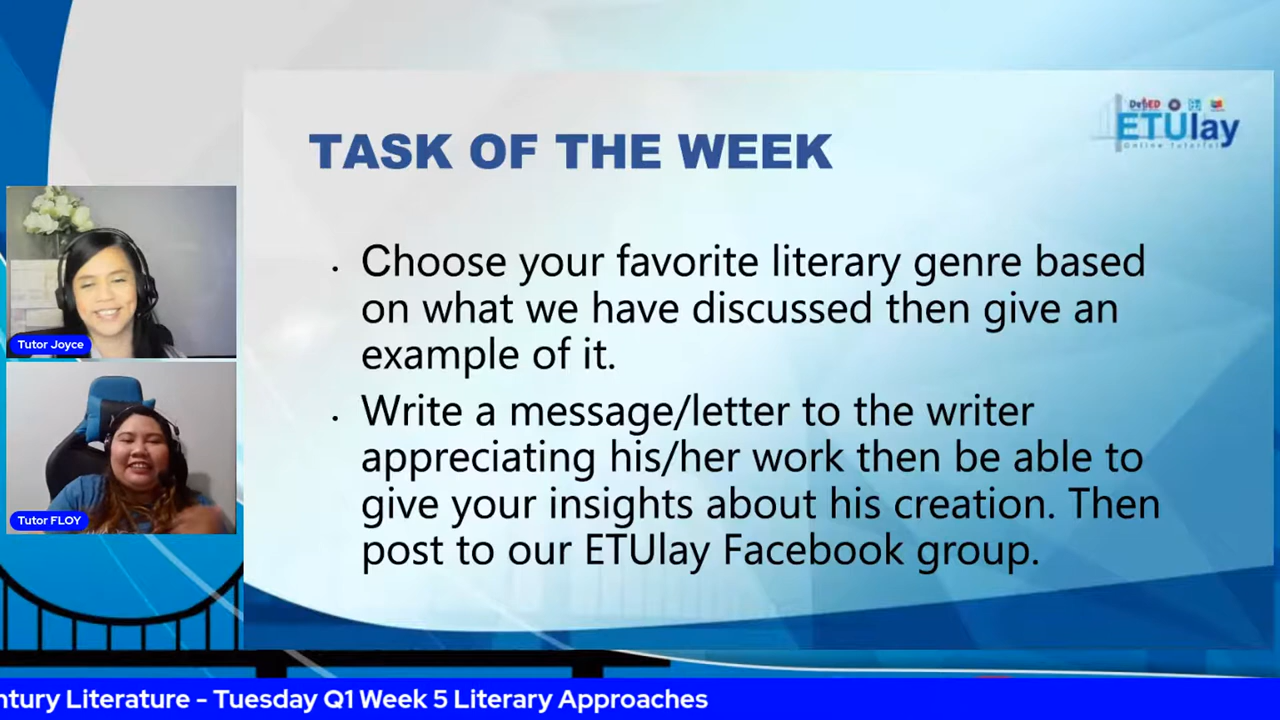 DepED
ETUlay
Online Tutorial
TASK OF THE WEEK
• Choose your favorite literary genre based
on what we have discussed then give an
example of it.
• Write a message/letter to the writer
appreciating his/her work then be able to
give your insights about his creation. Then
post to our ETUlay Facebook group.
Tutor Joyce
Tutor FLOY
ntury Literature - Tuesday Q1 Week 5 Literary Approaches